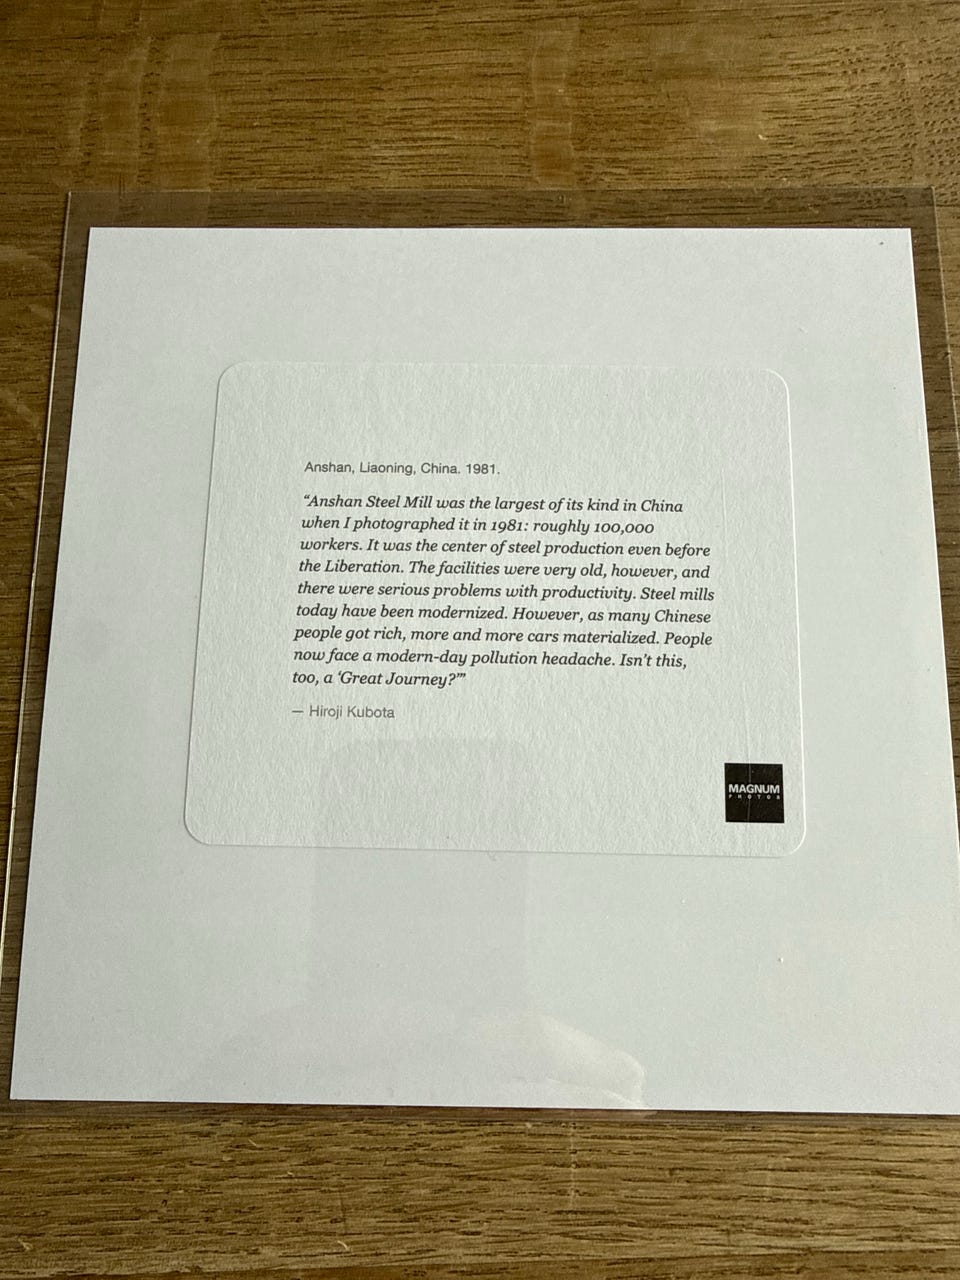 Anshan, Liaoning, China. 1981.
“Anshan Steel Mill was the largest of its kind in China
when I photographed it in 1981: roughly 100,000
workers. It was the center of steel production even before
the Liberation. The facilities were very old, however, and
there were serious problems with productivity. Steel mills
today have been modernized. However, as many Chinese
people got rich, more and more cars materialized. People
now face a modern-day pollution headache. Isn’t this,
too, a ‘Great Journey?’”
— Hiroji Kubota
MAGNUM
PHOTOS